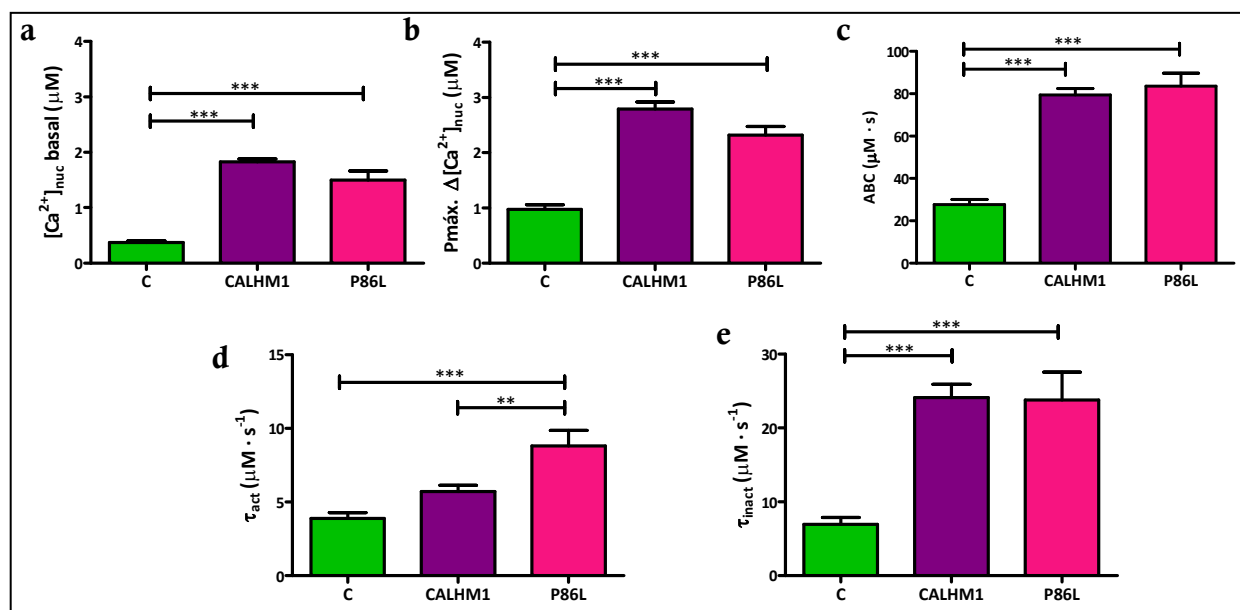 a
[Ca²⁺]nuc basal (μM)
4
3
2
1
0
***
***
C CALHM1 P86L
b
Pmáx. Δ[Ca²⁺]nuc (μM)
4
3
2
1
0
***
***
C CALHM1 P86L
c
ABC (μM · s)
100
80
60
40
20
0
***
***
C CALHM1 P86L
d
τact (μM · s⁻¹)
15
10
5
0
***
**
C CALHM1 P86L
e
τinact (μM · s⁻¹)
30
20
10
0
***
***
C CALHM1 P86L